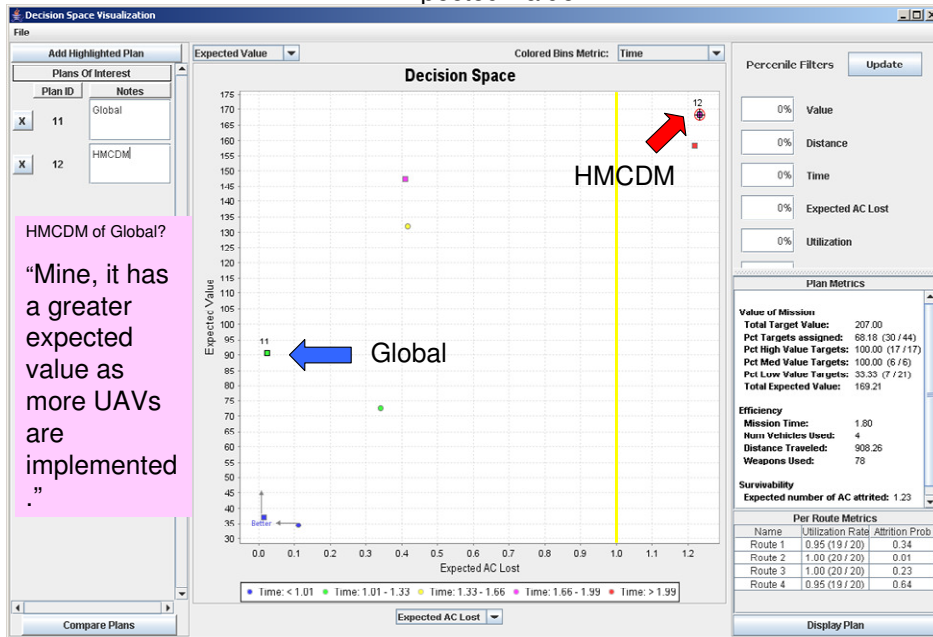 Decision Space Visualization
File
Add Highlighted Plan
Plans Of Interest
Plan ID Notes
X 11 Global
X 12 HMCDM
HMCDM of Global?
“Mine, it has
a greater
expected
value as
more UAVs
are
implemented
.”
Compare Plans
Expected Value
Colored Bins Metric: Time
Decision Space
175
170
165
160
155
150
145
140
135
130
125
120
115
110
105
100
95
90
85
80
75
70
65
60
55
50
45
40
35
30
Expected Value
12
HMCDM
11
Global
Better
0.0 0.1 0.2 0.3 0.4 0.5 0.6 0.7 0.8 0.9 1.0 1.1 1.2
Expected AC Lost
Time: < 1.01 Time: 1.01 - 1.33 Time: 1.33 - 1.66 Time: 1.66 - 1.99 Time: > 1.99
Expected AC Lost
Percenile Filters Update
0% Value
0% Distance
0% Time
0% Expected AC Lost
0% Utilization
Plan Metrics
Value of Mission
Total Target Value: 207.00
Pct Targets assigned: 68.18 (30 / 44)
Pct High Value Targets: 100.00 (17 / 17)
Pct Med Value Targets: 100.00 (6 / 6)
Pct Low Value Targets: 33.33 (7 / 21)
Total Expected Value: 169.21
Efficiency
Mission Time: 1.80
Num Vehicles Used: 4
Distance Traveled: 908.26
Weapons Used: 78
Survivability
Expected number of AC attrited: 1.23
Per Route Metrics
Name Utilization Rate Attrition Prob
Route 1 0.95 (19 / 20) 0.34
Route 2 1.00 (20 / 20) 0.01
Route 3 1.00 (20 / 20) 0.23
Route 4 0.95 (19 / 20) 0.64
Display Plan